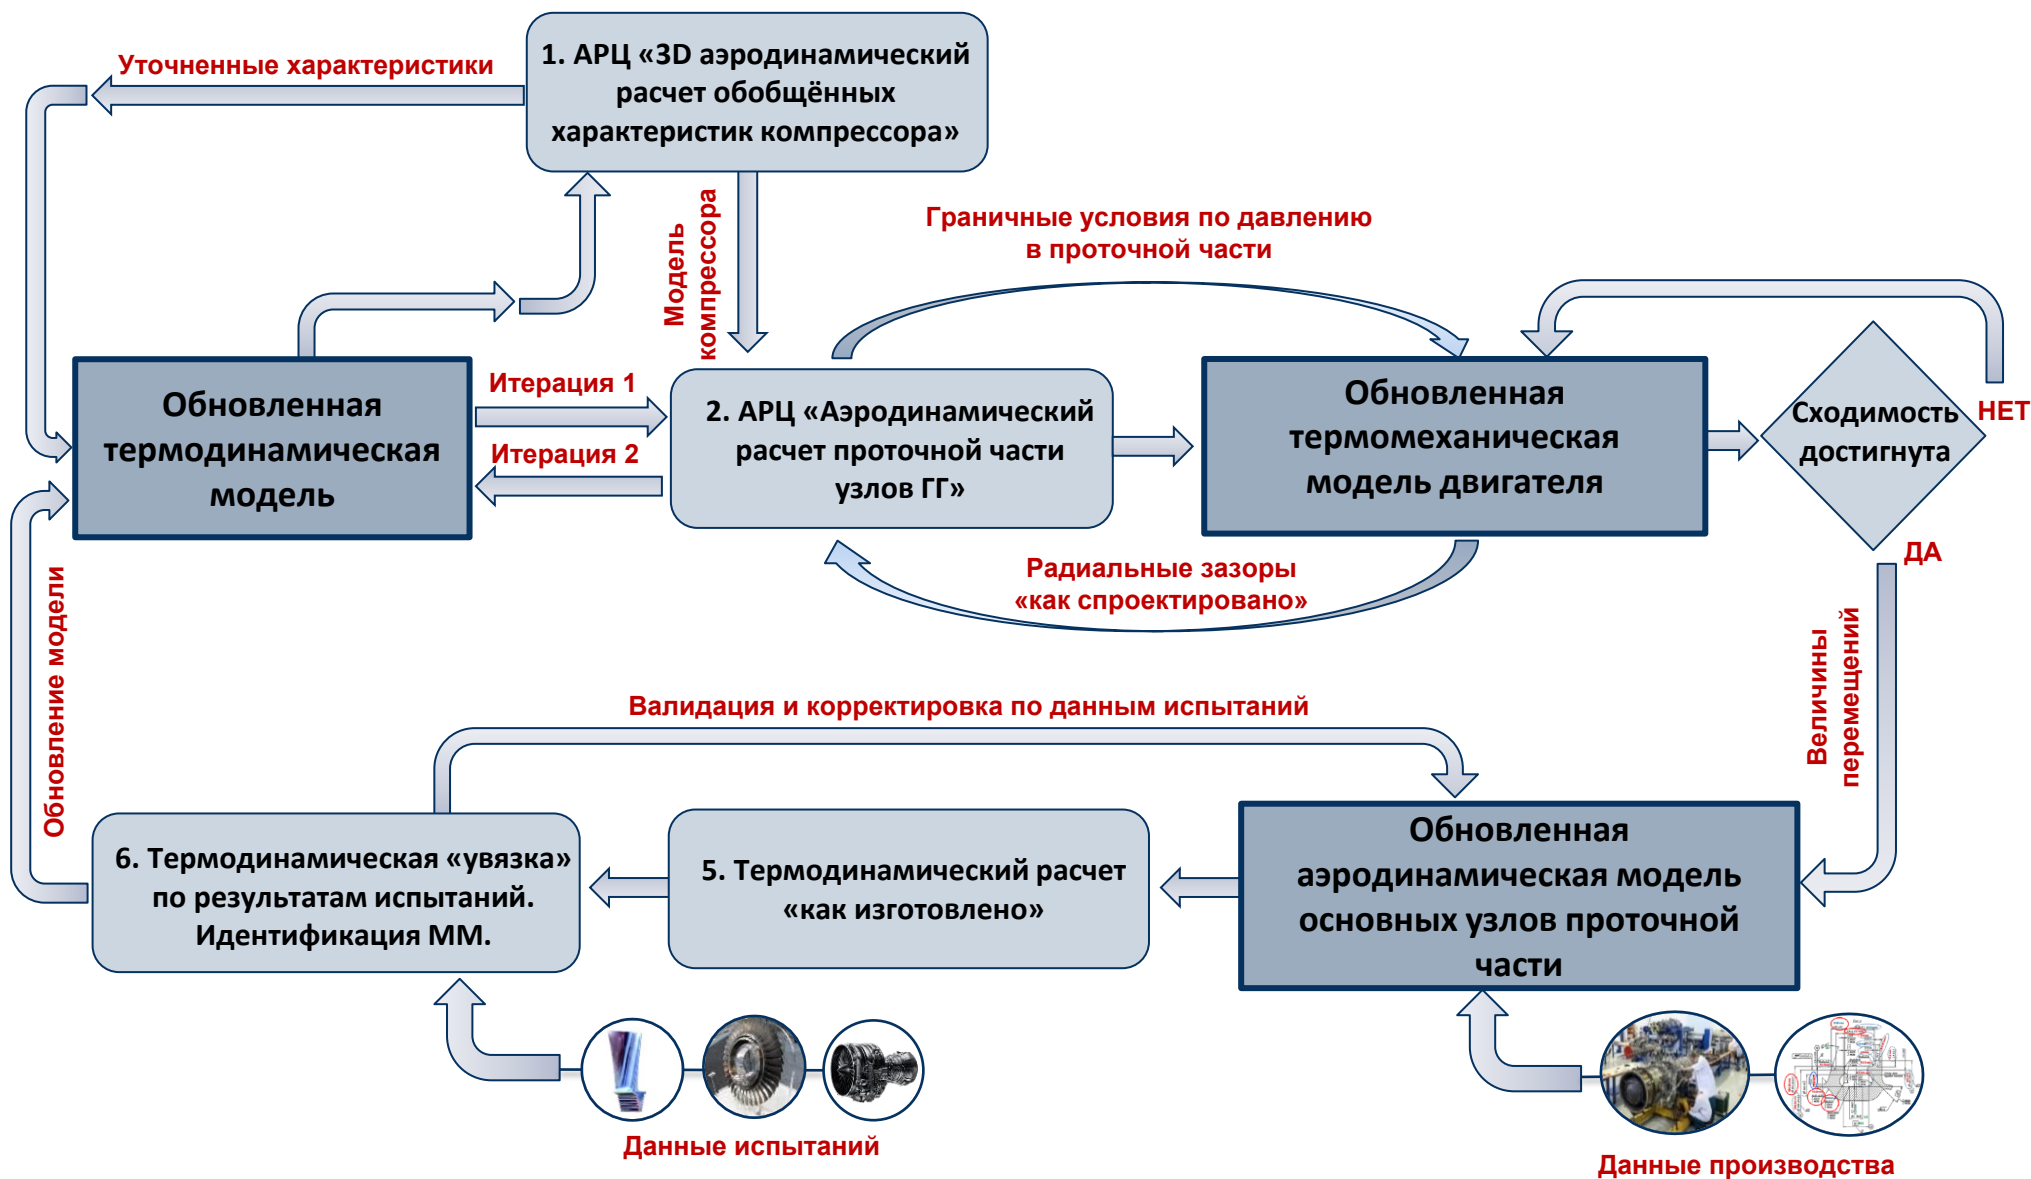 Уточненные характеристики
1. АРЦ «3D аэродинамический
расчет обобщённых
характеристик компрессора»
Модель
компрессора
Граничные условия по давлению
в проточной части
Обновленная
термодинамическая
модель
Итерация 1
Итерация 2
2. АРЦ «Аэродинамический
расчет проточной части
узлов ГГ»
Обновленная
термомеханическая
модель двигателя
Сходимость
достигнута
НЕТ
ДА
Радиальные зазоры
«как спроектировано»
Обновление модели
Величины
перемещений
Валидация и корректировка по данным испытаний
6. Термодинамическая «увязка»
по результатам испытаний.
Идентификация ММ.
5. Термодинамический расчет
«как изготовлено»
Обновленная
аэродинамическая модель
основных узлов проточной
части
Данные испытаний
Данные производства